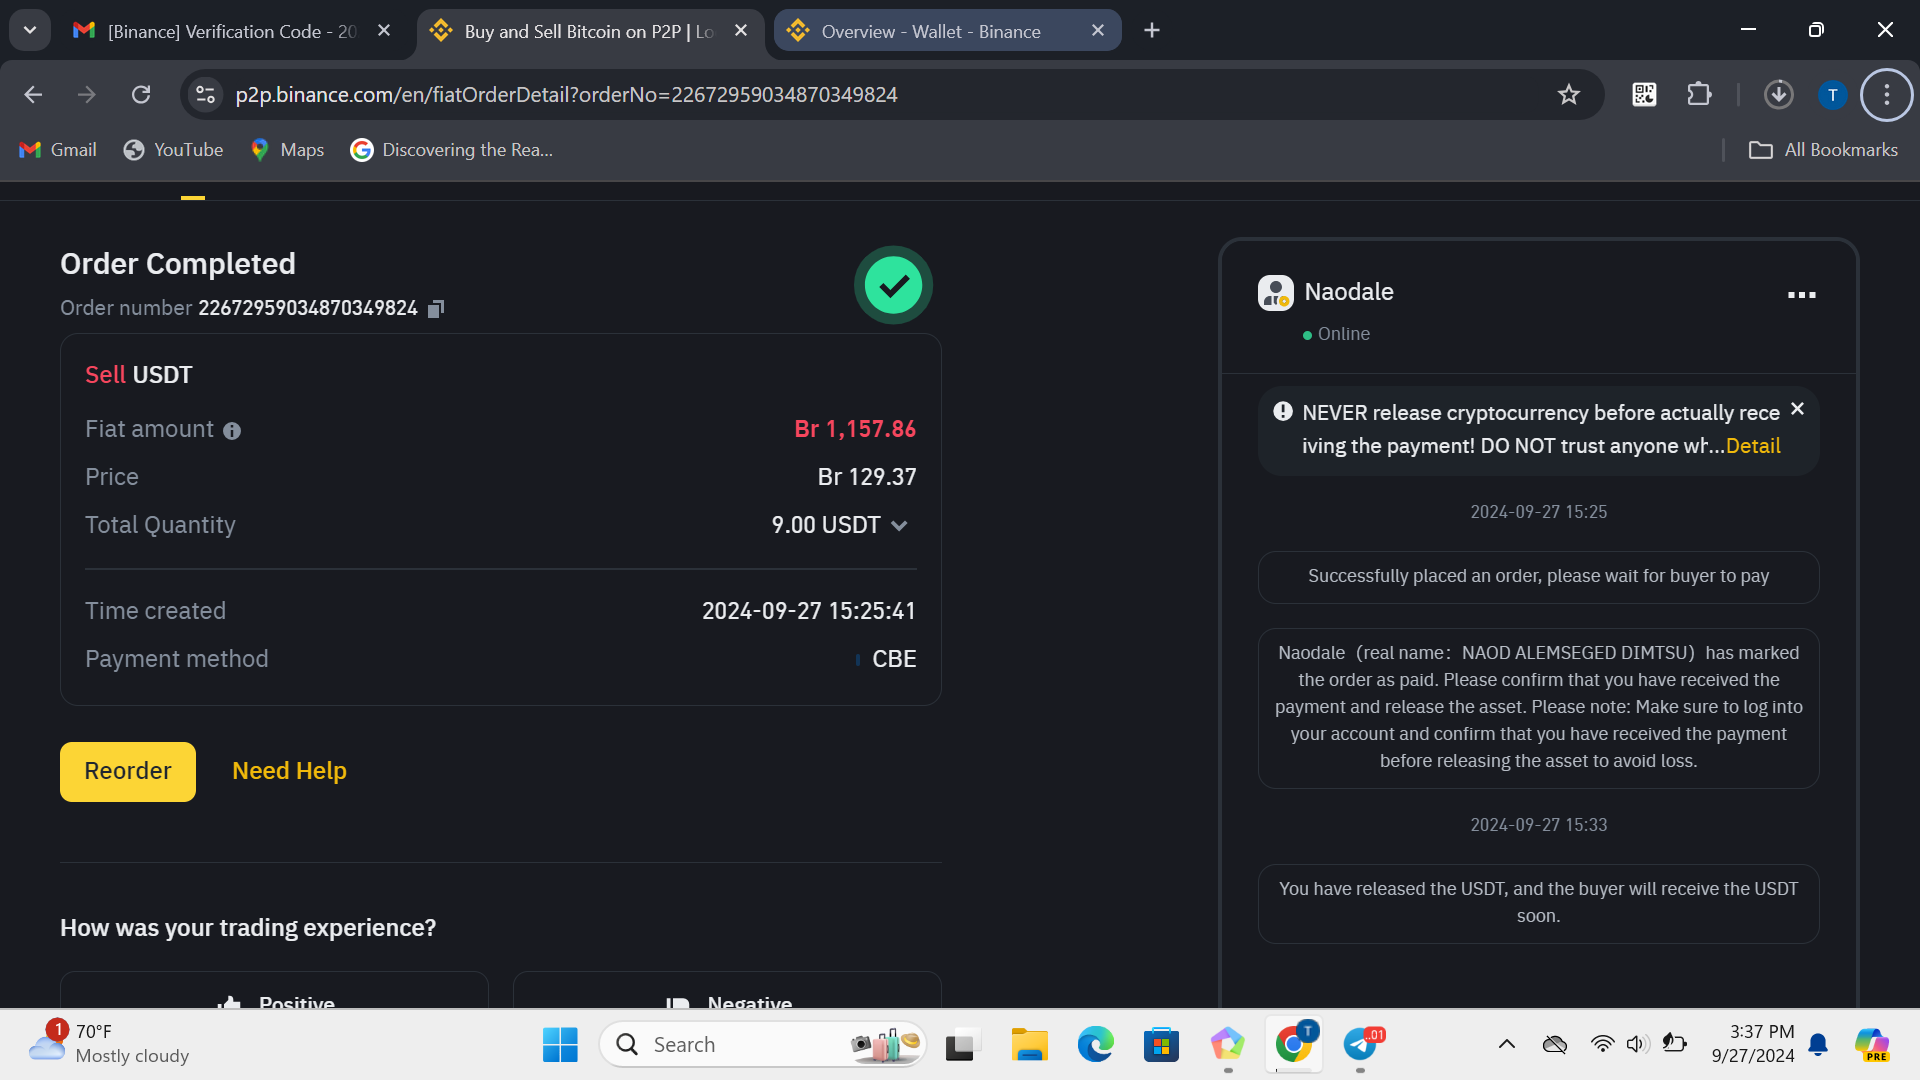 [Binance] Verification Code - 20
Buy and Sell Bitcoin on P2P | Lo
Overview - Wallet - Binance
p2p.binance.com/en/fiatOrderDetail?orderNo=22672959034870349824
T
Gmail
YouTube
Maps
Discovering the Rea...
All Bookmarks
Order Completed
Order number 22672959034870349824
Sell USDT
Fiat amount
Br 1,157.86
Price
Br 129.37
Total Quantity
9.00 USDT
Time created
2024-09-27 15:25:41
Payment method
CBE
Reorder
Need Help
How was your trading experience?
Positive
Negative
Naodale
Online
NEVER release cryptocurrency before actually rece
iving the payment! DO NOT trust anyone wh...Detail
2024-09-27 15:25
Successfully placed an order, please wait for buyer to pay
Naodale（real name：NAOD ALEMSEGED DIMTSU）has marked
the order as paid. Please confirm that you have received the
payment and release the asset. Please note: Make sure to log into
your account and confirm that you have received the payment
before releasing the asset to avoid loss.
2024-09-27 15:33
You have released the USDT, and the buyer will receive the USDT
soon.
1
70°F
Mostly cloudy
Search
T
..01
3:37 PM
9/27/2024
PRE